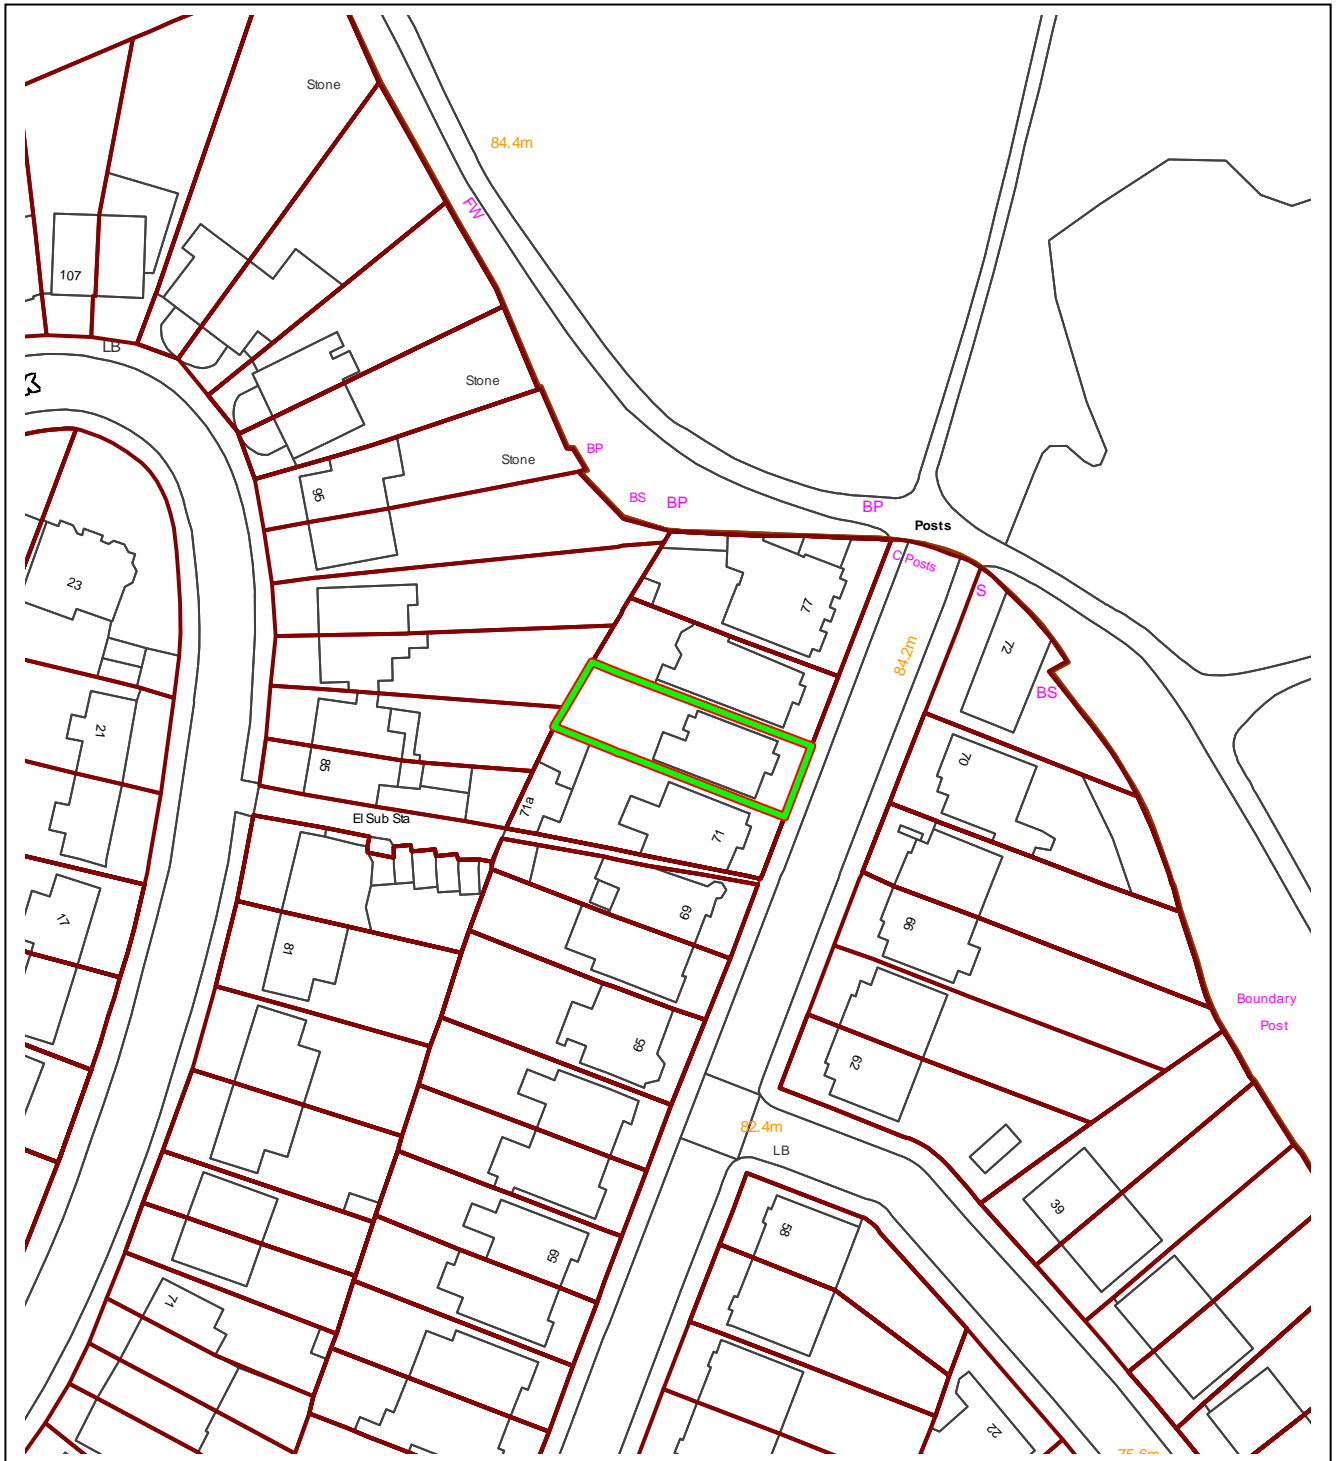 Stone
84.4m
FW
107
LB
Stone
BP
Stone
95
BS
BP
BP
Posts
C Posts
S
23
77
72
84.2m
BS
21
70
85
71a
El Sub Sta
71
69
17
81
66
Boundary
Post
65
62
82.4m
LB
39
58
59
71
22
75.6m